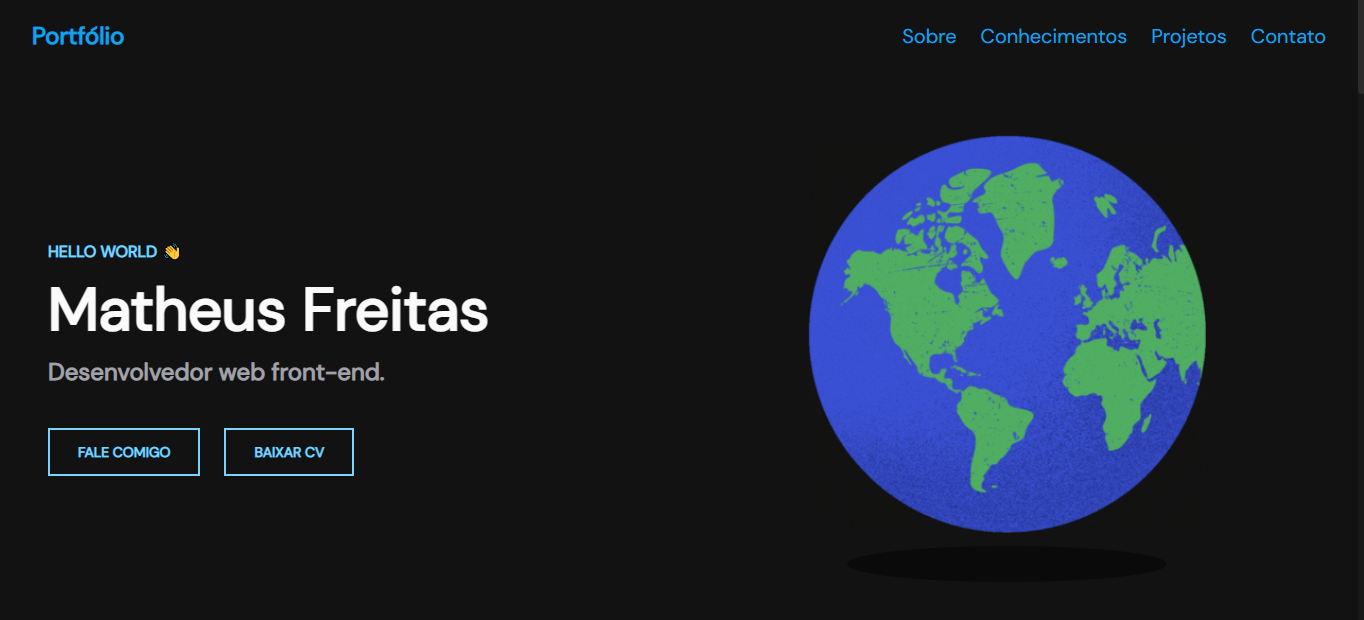 Portfólio
Sobre Conhecimentos Projetos Contato
HELLO WORLD 👋
Matheus Freitas
Desenvolvedor web front-end.
FALE COMIGO BAIXAR CV